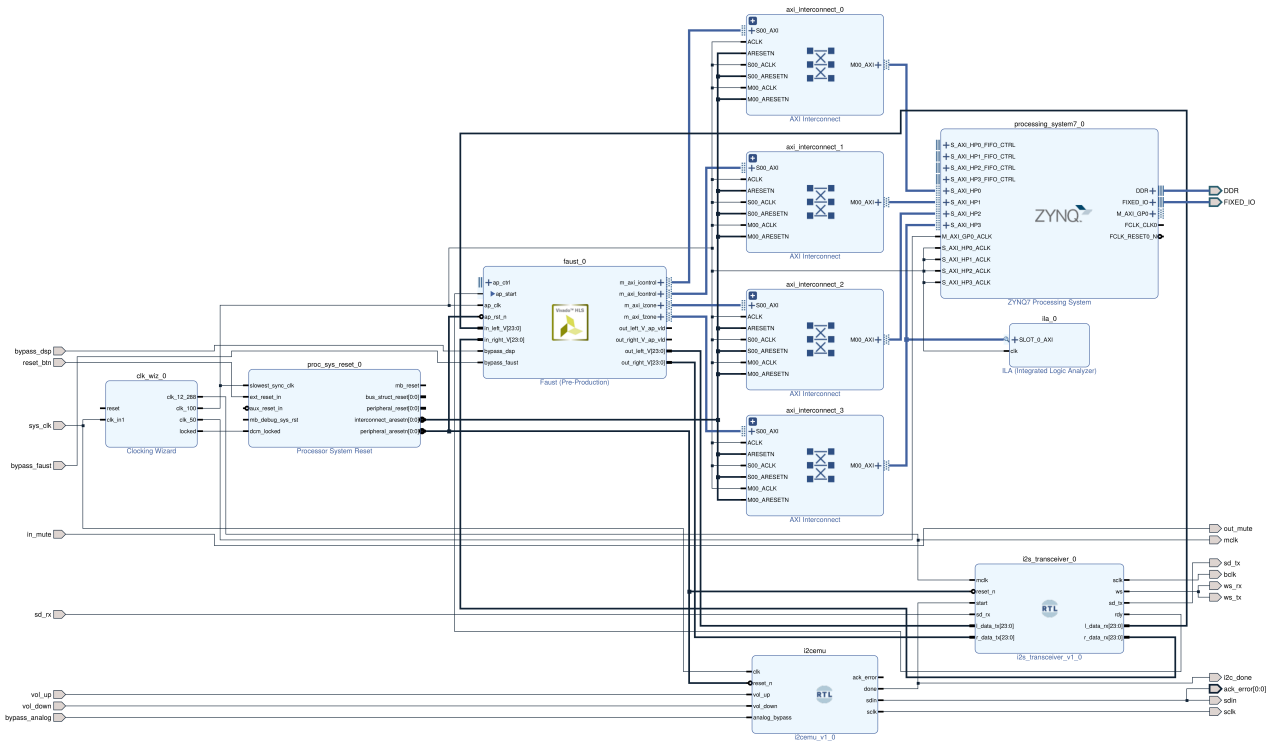 axi_interconnect_0
S00_AXI
ACLK
ARESETN
S00_ACLK
S00_ARESETN
M00_ACLK
M00_ARESETN
M00_AXI
AXI Interconnect
axi_interconnect_1
S00_AXI
ACLK
ARESETN
S00_ACLK
S00_ARESETN
M00_ACLK
M00_ARESETN
M00_AXI
AXI Interconnect
processing_system7_0
S_AXI_HP0_FIFO_CTRL
S_AXI_HP1_FIFO_CTRL
S_AXI_HP2_FIFO_CTRL
S_AXI_HP3_FIFO_CTRL
S_AXI_HP0
S_AXI_HP1
S_AXI_HP2
S_AXI_HP3
M_AXI_GP0_ACLK
S_AXI_HP0_ACLK
S_AXI_HP1_ACLK
S_AXI_HP2_ACLK
S_AXI_HP3_ACLK
ZYNQ
DDR
FIXED_IO
M_AXI_GP0
FCLK_CLK0
FCLK_RESET0_N
ZYNQ7 Processing System
DDR
FIXED_IO
faust_0
ap_ctrl
ap_start
ap_clk
ap_rst_n
in_left_V[23:0]
in_right_V[23:0]
bypass_dsp
bypass_faust
Vivado™ HLS
m_axi_icontrol
m_axi_fcontrol
m_axi_izone
m_axi_fzone
out_left_V_ap_vld
out_right_V_ap_vld
out_left_V[23:0]
out_right_V[23:0]
Faust (Pre-Production)
axi_interconnect_2
S00_AXI
ACLK
ARESETN
S00_ACLK
S00_ARESETN
M00_ACLK
M00_ARESETN
M00_AXI
AXI Interconnect
ila_0
SLOT_0_AXI
clk
ILA (Integrated Logic Analyzer)
bypass_dsp
reset_btn
sys_clk
bypass_faust
in_mute
sd_rx
vol_up
vol_down
bypass_analog
clk_wiz_0
reset
clk_in1
clk_12_288
clk_100
clk_50
locked
Clocking Wizard
proc_sys_reset_0
slowest_sync_clk
ext_reset_in
aux_reset_in
mb_debug_sys_rst
dcm_locked
mb_reset
bus_struct_reset[0:0]
peripheral_reset[0:0]
interconnect_aresetn[0:0]
peripheral_aresetn[0:0]
Processor System Reset
axi_interconnect_3
S00_AXI
ACLK
ARESETN
S00_ACLK
S00_ARESETN
M00_ACLK
M00_ARESETN
M00_AXI
AXI Interconnect
out_mute
mclk
sd_tx
bclk
ws_rx
ws_tx
i2s_transceiver_0
mclk
reset_n
start
sd_rx
l_data_tx[23:0]
r_data_tx[23:0]
RTL
sclk
ws
sd_tx
rdy
l_data_rx[23:0]
r_data_rx[23:0]
i2s_transceiver_v1_0
i2cemu
clk
reset_n
vol_up
vol_down
analog_bypass
RTL
ack_error
done
sdin
sclk
i2cemu_v1_0
i2c_done
ack_error[0:0]
sdin
sclk